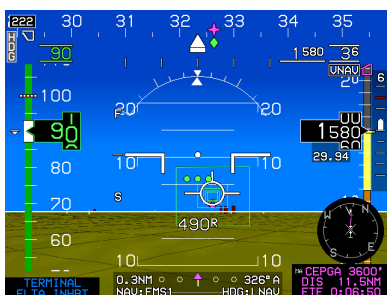 222 30 31 32 33 34 35
HDG
90 1580 36
VNAV
20 6
100
F 20 20
90 1580
29.94
80 10 10
70 S
60 490R
W N
S E
10 10
TERMINAL 0.3NM 326°A MA CEPGA 3600'
FLTA INHBT NAV:FMS1 HDG:LNAV DIS 11.5NM
ETE 0:06:50